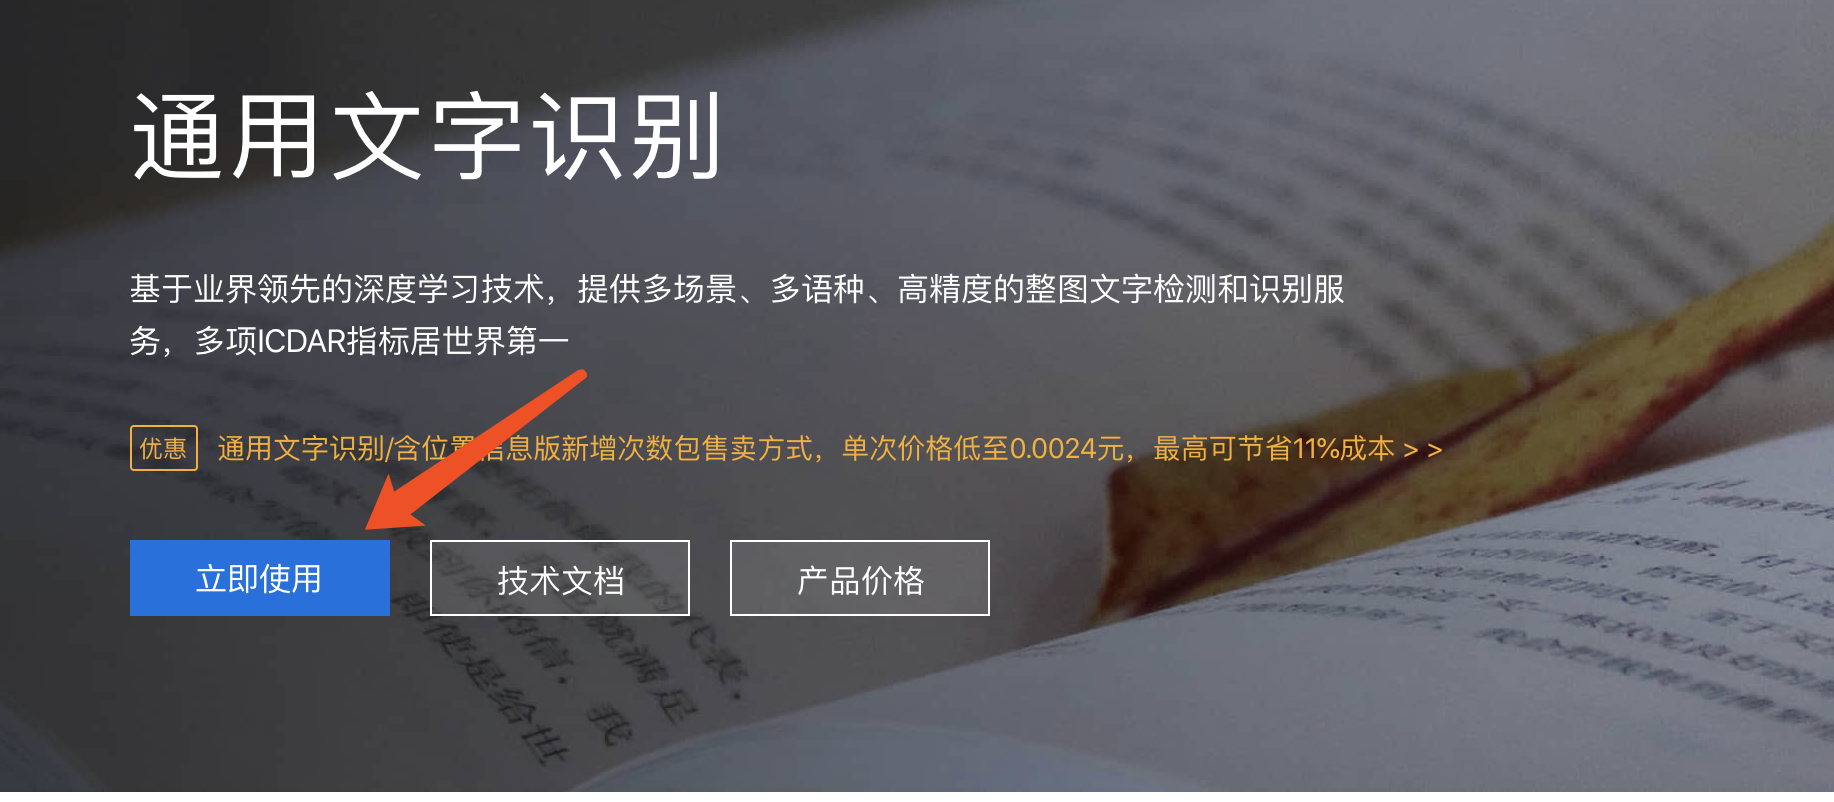 通用文字识别
基于业界领先的深度学习技术，提供多场景、多语种、高精度的整图文字检测和识别服
务，多项ICDAR指标居世界第一
优惠 通用文字识别/含位置信息版新增次数包售卖方式，单次价格低至0.0024元，最高可节省11%成本 > >
立即使用 技术文档 产品价格